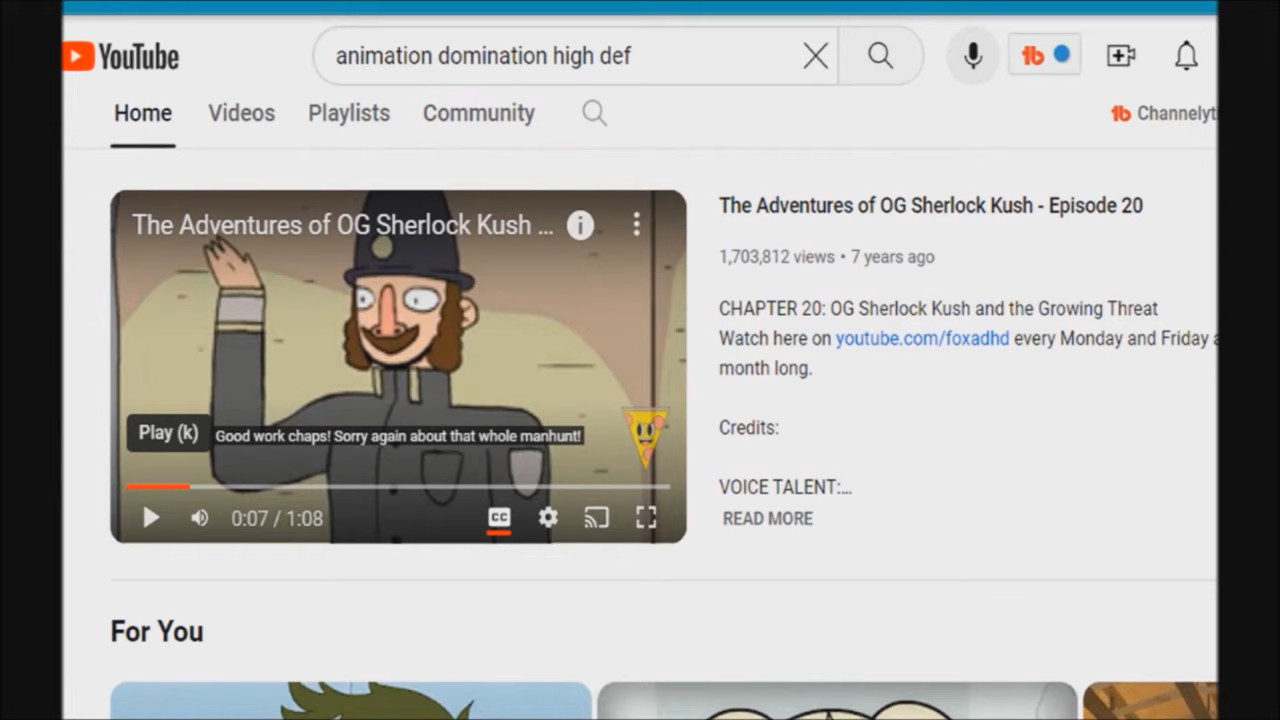 YouTube
animation domination high def
Home
Videos
Playlists
Community
Channelyt
The Adventures of OG Sherlock Kush ...
Play (k)
Good work chaps! Sorry again about that whole manhunt!
0:07 / 1:08
CC
The Adventures of OG Sherlock Kush - Episode 20
1,703,812 views • 7 years ago
CHAPTER 20: OG Sherlock Kush and the Growing Threat
Watch here on youtube.com/foxadhd every Monday and Friday a
month long.
Credits:
VOICE TALENT:...
READ MORE
For You